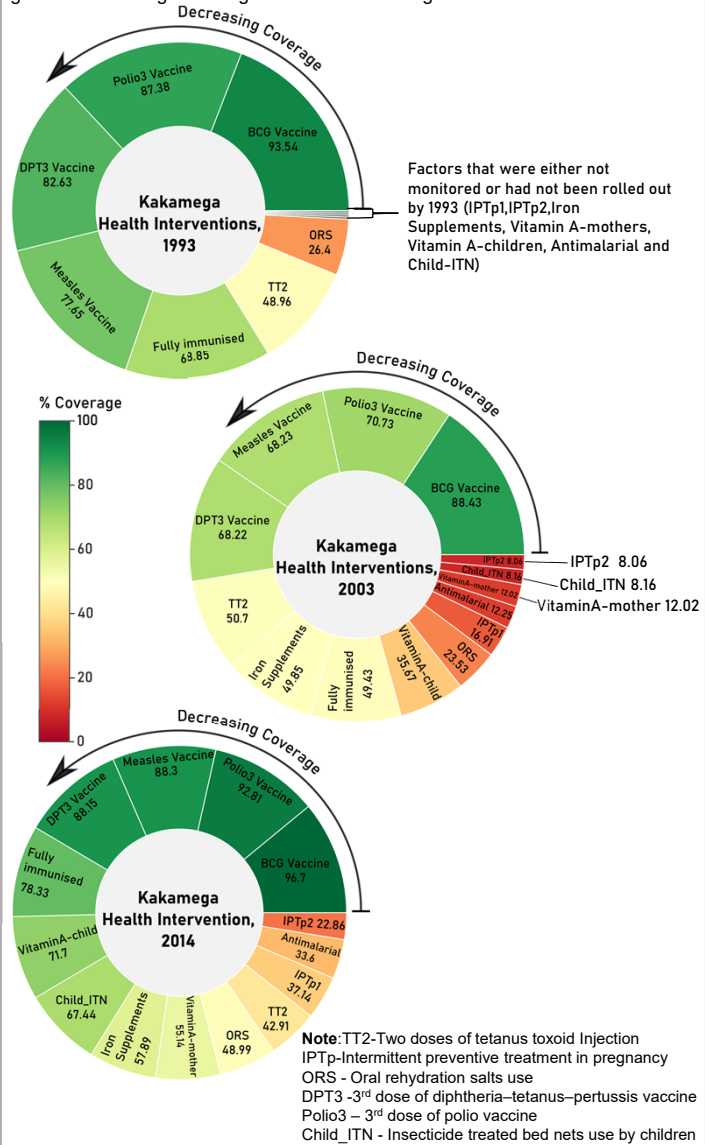 Decreasing Coverage
Polio3 Vaccine
87.38
BCG Vaccine
93.54
DPT3 Vaccine
82.63
Kakamega
Health Interventions,
1993
Measles Vaccine
77.65
Fully immunised
TT2
48.96
ORS
26.4
Factors that were either not
monitored or had not been rolled out
by 1993 (IPTp1,IPTp2,Iron
Supplements, Vitamin A-mothers,
Vitamin A-children, Antimalarial and
Child-ITN)
% Coverage
100
80
60
40
20
0
Decreasing Coverage
Measles Vaccine
68.23
Polio3 Vaccine
70.73
BCG Vaccine
88.43
DPT3 Vaccine
68.22
Kakamega
Health Interventions,
2003
TT2
50.7
Iron
Supplements
49.85
Fully
immunised
49.43
VitaminA-child
35.67
ORS
23.53
IPTp1
16.91
Antimalarial 12.25
VitaminA-mother 12.02
Child_ITN 8.16
IPTp2 8.06
IPTp2 8.06
Child_ITN 8.16
VitaminA-mother 12.02
Decreasing Coverage
DPT3 Vaccine
88.15
Measles Vaccine
88.3
Polio3 Vaccine
92.81
BCG Vaccine
96.7
Fully
immunised
78.33
Kakamega
Health Intervention,
2014
VitaminA-child
71.7
Child_ITN
67.44
Iron
Supplements
57.89
VitaminA-mother
55.14
ORS
48.99
TT2
42.91
IPTp1
37.14
Antimalarial
33.6
IPTp2 22.86
Note:TT2-Two doses of tetanus toxoid Injection
IPTp-Intermittent preventive treatment in pregnancy
ORS - Oral rehydration salts use
DPT3 -3rd dose of diphtheria–tetanus–pertussis vaccine
Polio3 – 3rd dose of polio vaccine
Child_ITN - Insecticide treated bed nets use by children